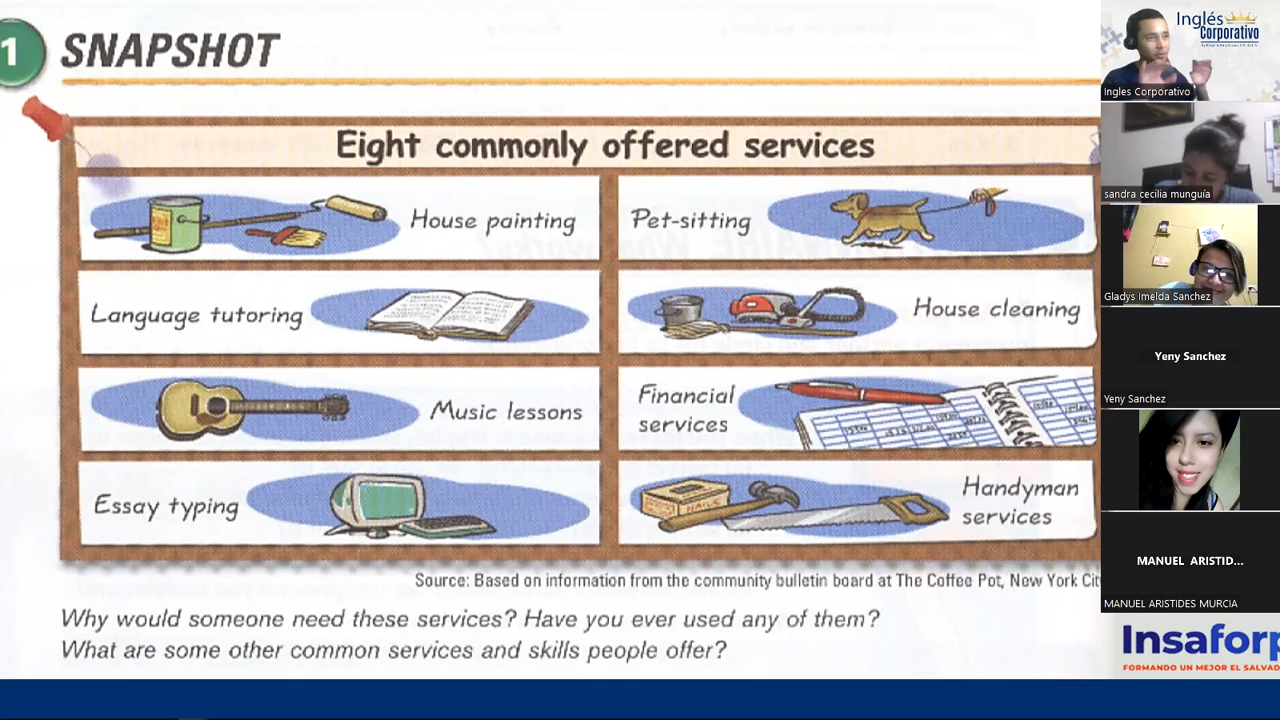 1 SNAPSHOT
Eight commonly offered services
House painting
Pet-sitting
Language tutoring
House cleaning
Music lessons
Financial
services
Essay typing
Handyman
services
NAILS
Source: Based on information from the community bulletin board at The Coffee Pot, New York Cit
Why would someone need these services? Have you ever used any of them?
What are some other common services and skills people offer?
Inglés
Corporativo
Ingles Corporativo
sandra cecilia munguía
Gladys Imelda Sanchez
Yeny Sanchez
Yeny Sanchez
MANUEL ARISTID...
MANUEL ARISTIDES MURCIA
Insaforp
FORMANDO UN MEJOR EL SALVAD